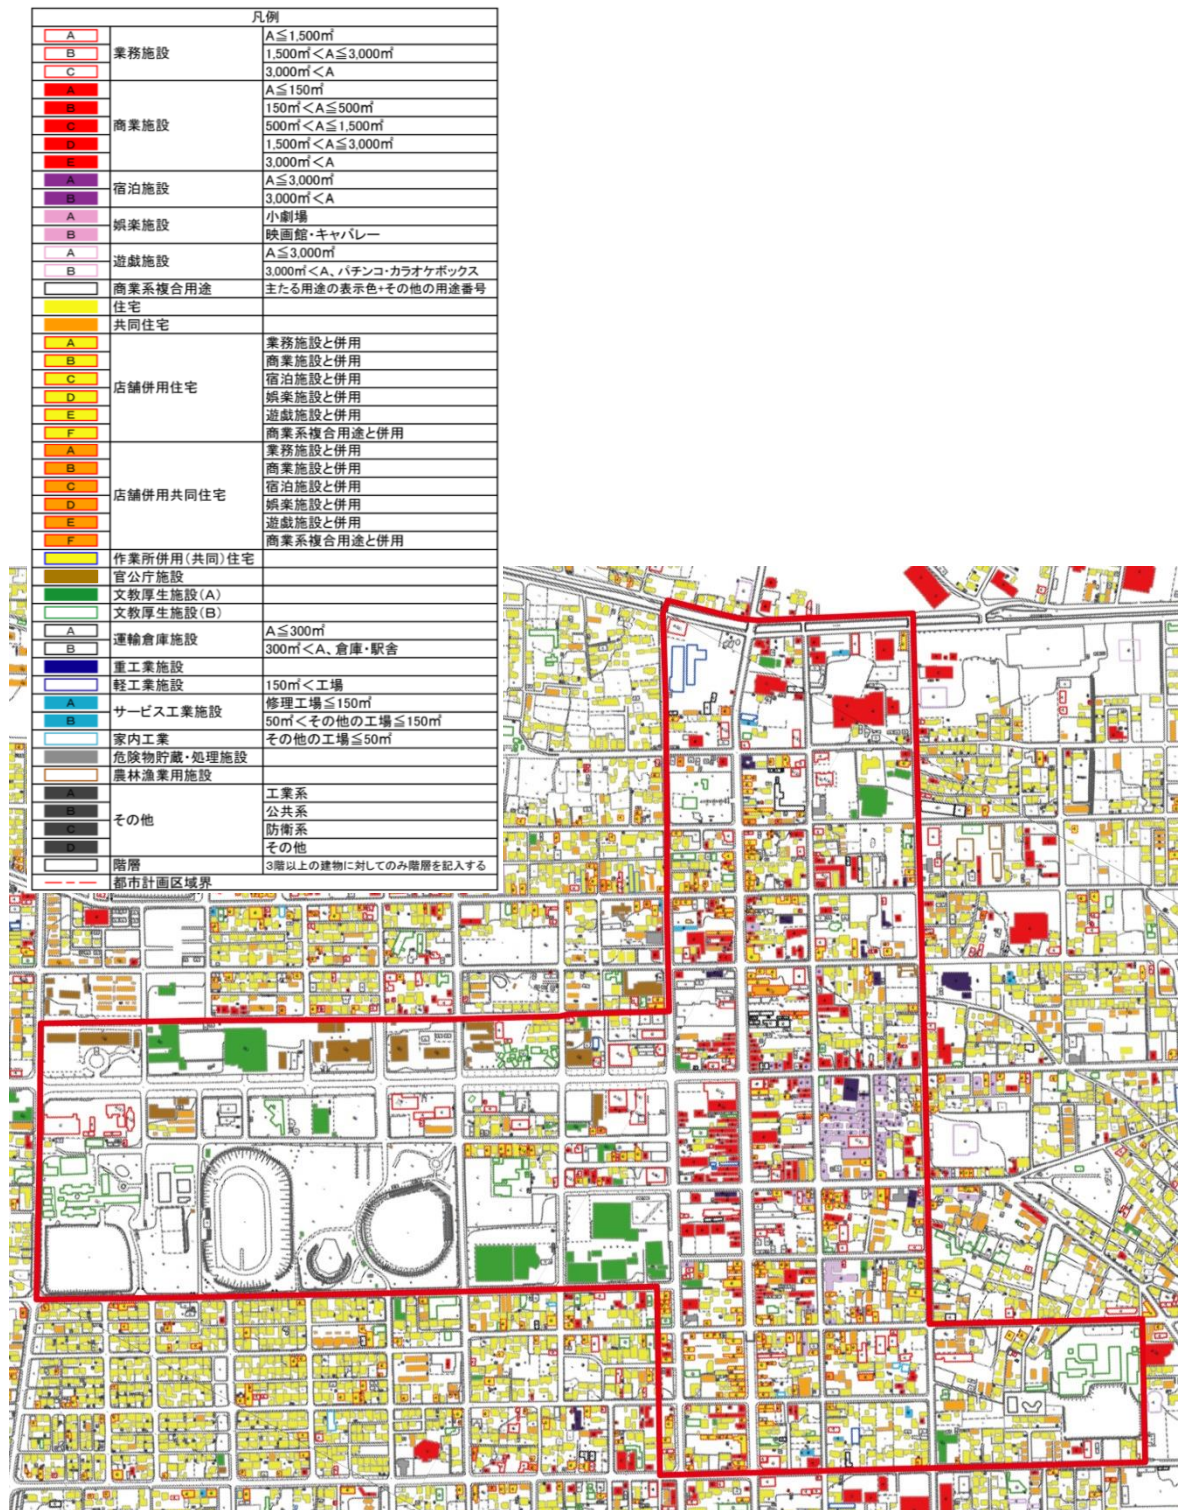 凡例
A 業務施設 A≦1,500㎡
B 1,500㎡<A≦3,000㎡
C 3,000㎡<A
A 商業施設 A≦150㎡
B 150㎡<A≦500㎡
C 500㎡<A≦1,500㎡
D 1,500㎡<A≦3,000㎡
E 3,000㎡<A
A 宿泊施設 A≦3,000㎡
B 3,000㎡<A
A 娯楽施設 小劇場
B 映画館・キャバレー
A 遊戯施設 A≦3,000㎡
B 3,000㎡<A、パチンコ・カラオケボックス
商業系複合用途 主たる用途の表示色+その他の用途番号
住宅
共同住宅
A 店舗併用住宅 業務施設と併用
B 商業施設と併用
C 宿泊施設と併用
D 娯楽施設と併用
E 遊戯施設と併用
F 商業系複合用途と併用
A 店舗併用共同住宅 業務施設と併用
B 商業施設と併用
C 宿泊施設と併用
D 娯楽施設と併用
E 遊戯施設と併用
F 商業系複合用途と併用
作業所併用(共同)住宅
官公庁施設
文教厚生施設(A)
文教厚生施設(B)
A 運輸倉庫施設 A≦300㎡
B 300㎡<A、倉庫・駅舎
重工業施設
軽工業施設 150㎡<工場
A サービス工業施設 修理工場≦150㎡
B 50㎡<その他の工場≦150㎡
家内工業 その他の工場≦50㎡
危険物貯蔵・処理施設
農林漁業用施設
A その他 工業系
B 公共系
C 防衛系
D その他
階層 3階以上の建物に対してのみ階層を記入する
都市計画区域界